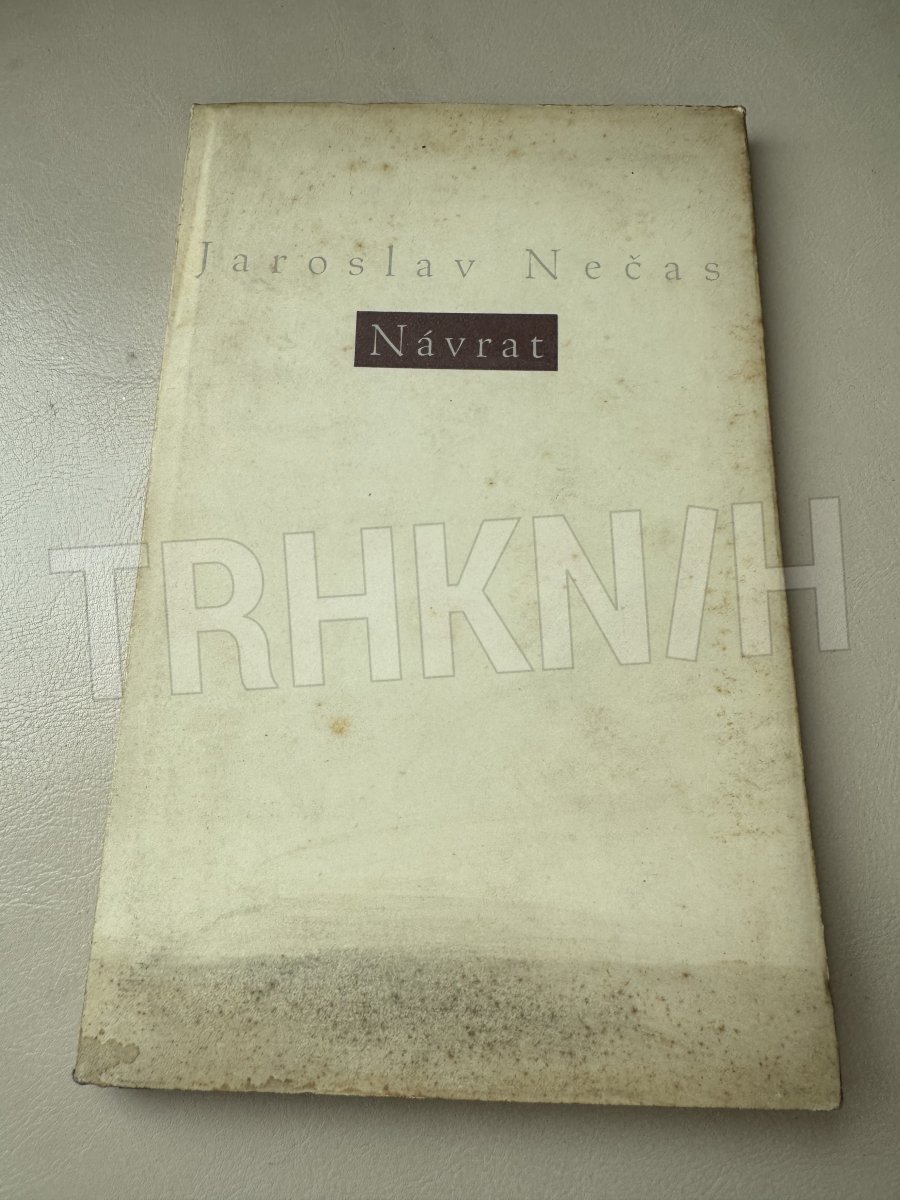 Jaroslav Nečas
Návrat
TRHKNIH